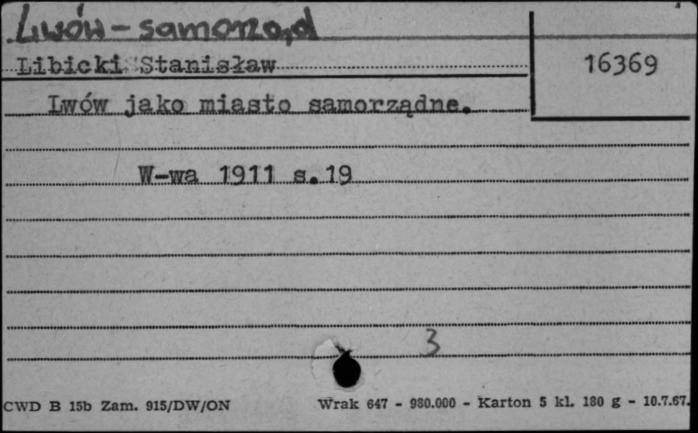 Lwów - samorząd
Libicki Stanisław
16369
Lwów jako miasto samorządne.
W-wa 1911 s.19
3
CWD B 15b Zam. 915/DW/ON Wrak 647 - 980.000 - Karton 5 kl. 180 g - 10.7.67.